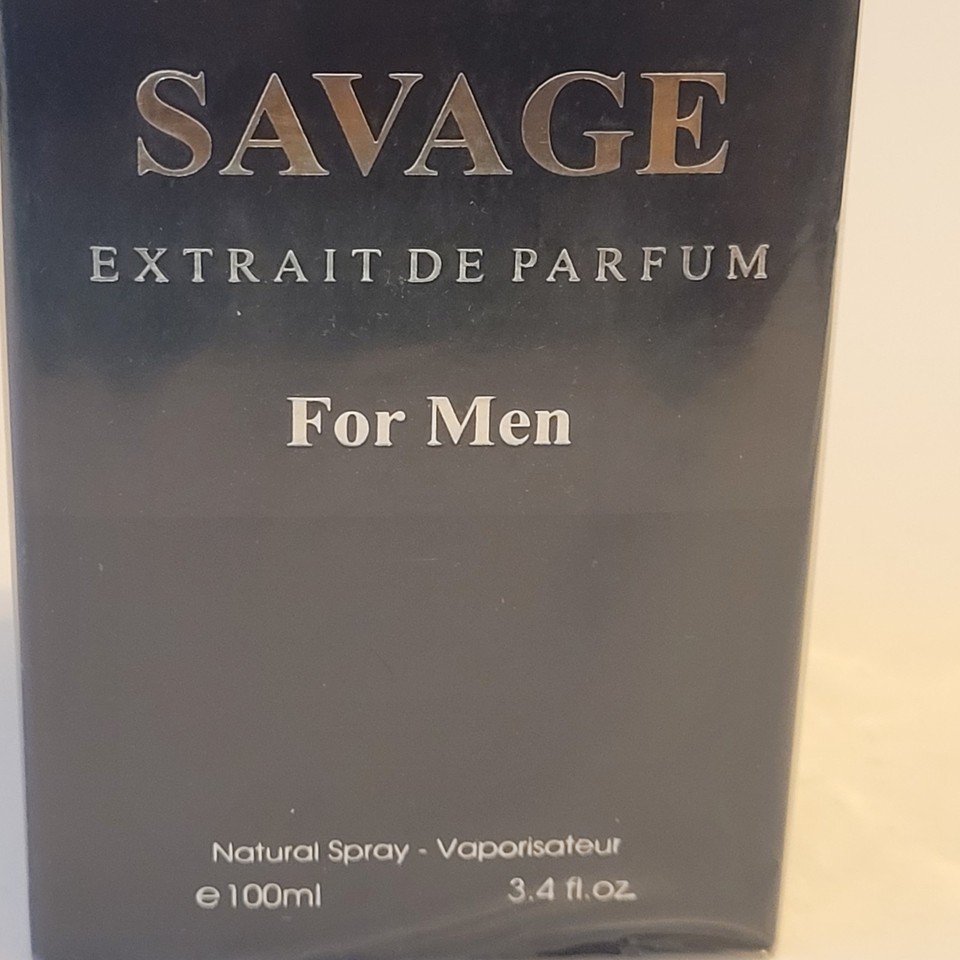 SAVAGE
EXTRAIT DE PARFUM
For Men
Natural Spray - Vaporisateur
℮ 100ml 3.4 fl.oz